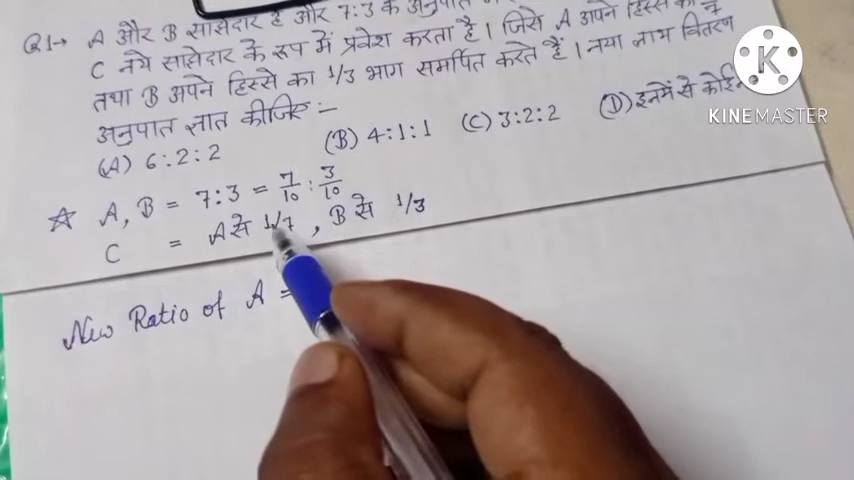 Q1→ A और B साझेदार है और 7:3 के अनुपात
C नये साझेदार के रूप में प्रवेश करता है। जिसे A अपने हिस्से का
तथा B अपने हिस्से का 1/3 भाग समर्पित करते हैं। नया लाभ वितरण
अनुपात ज्ञात कीजिए :-
(A) 6:2:2 (B) 4:1:1 (C) 3:2:2 (D) इनमें से कोई
☆ A, B = 7:3 = 7/10 : 3/10
C = A से 1/7, B से 1/3
New Ratio of A =
K
KINEMASTER